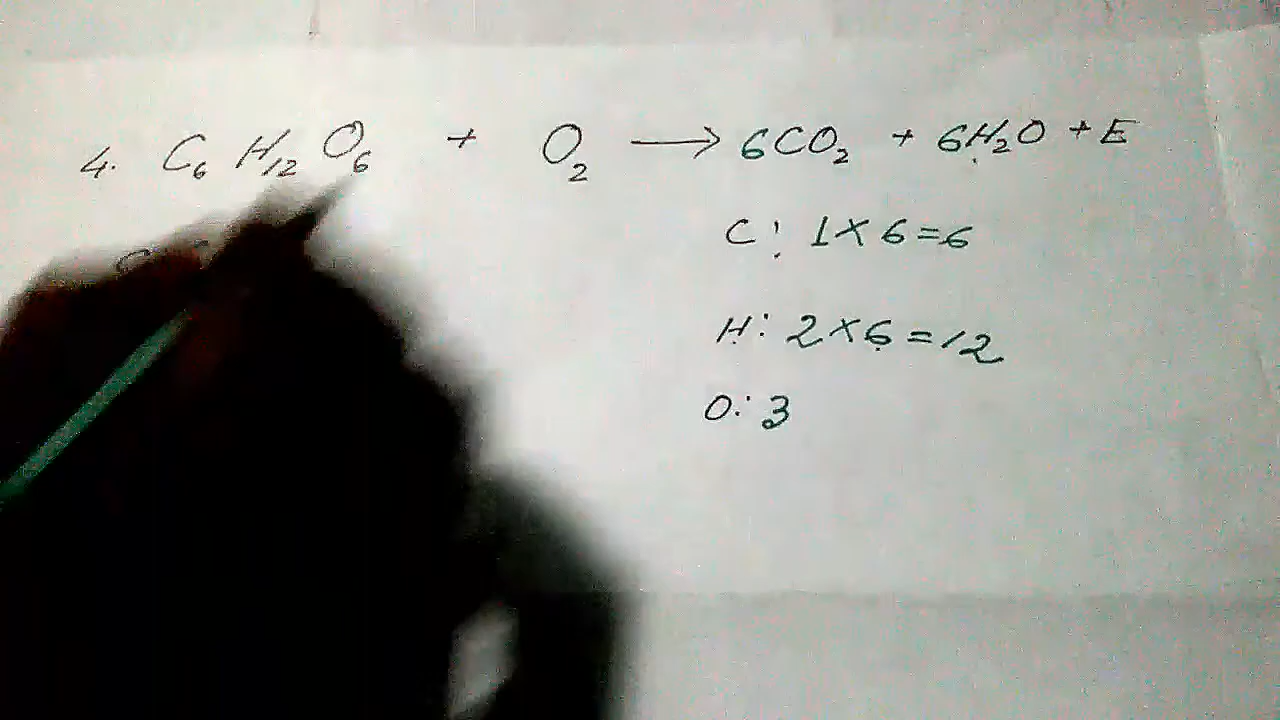 4. C₆ H₁₂ O₆ + O₂ → 6CO₂ + 6H₂O + E
C: 1 × 6 = 6
H: 2 × 6 = 12
O: 3